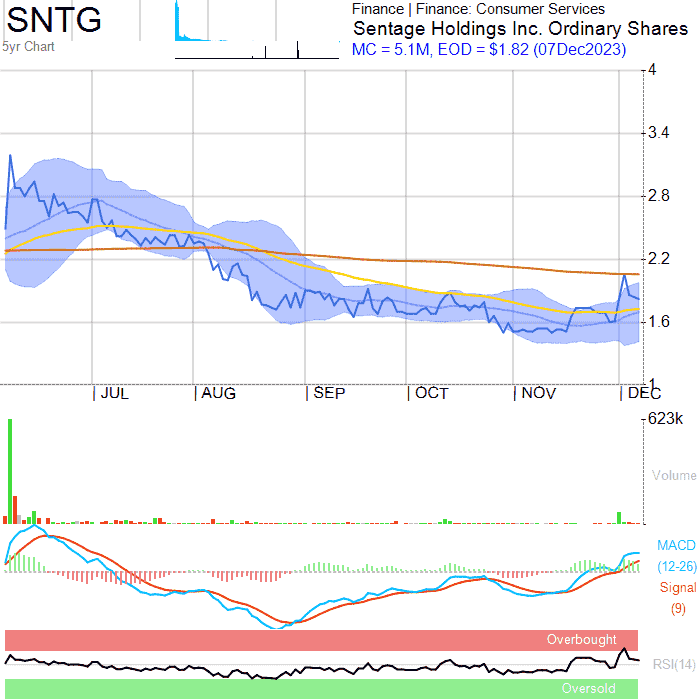 SNTG
Finance | Finance: Consumer Services
Sentage Holdings Inc. Ordinary Shares
5yr Chart
MC = 5.1M, EOD = $1.82 (07Dec2023)
4
3.4
2.8
2.2
1.6
1
JUL AUG SEP OCT NOV DEC
623k
Volume
MACD
(12-26)
Signal
(9)
Overbought
RSI(14)
Oversold